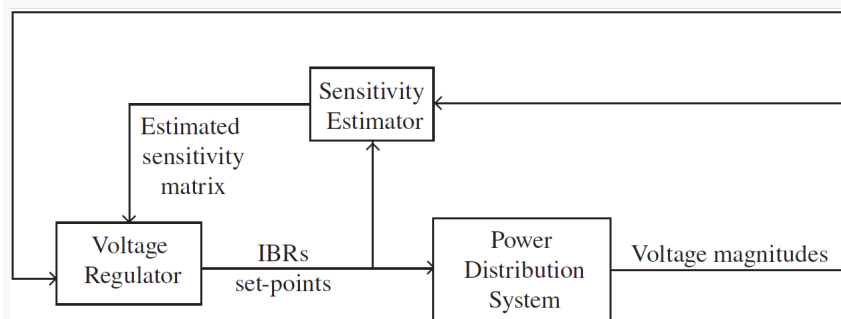 Sensitivity
Estimator
Estimated
sensitivity
matrix
Voltage
Regulator
IBRs
set-points
Power
Distribution
System
Voltage magnitudes